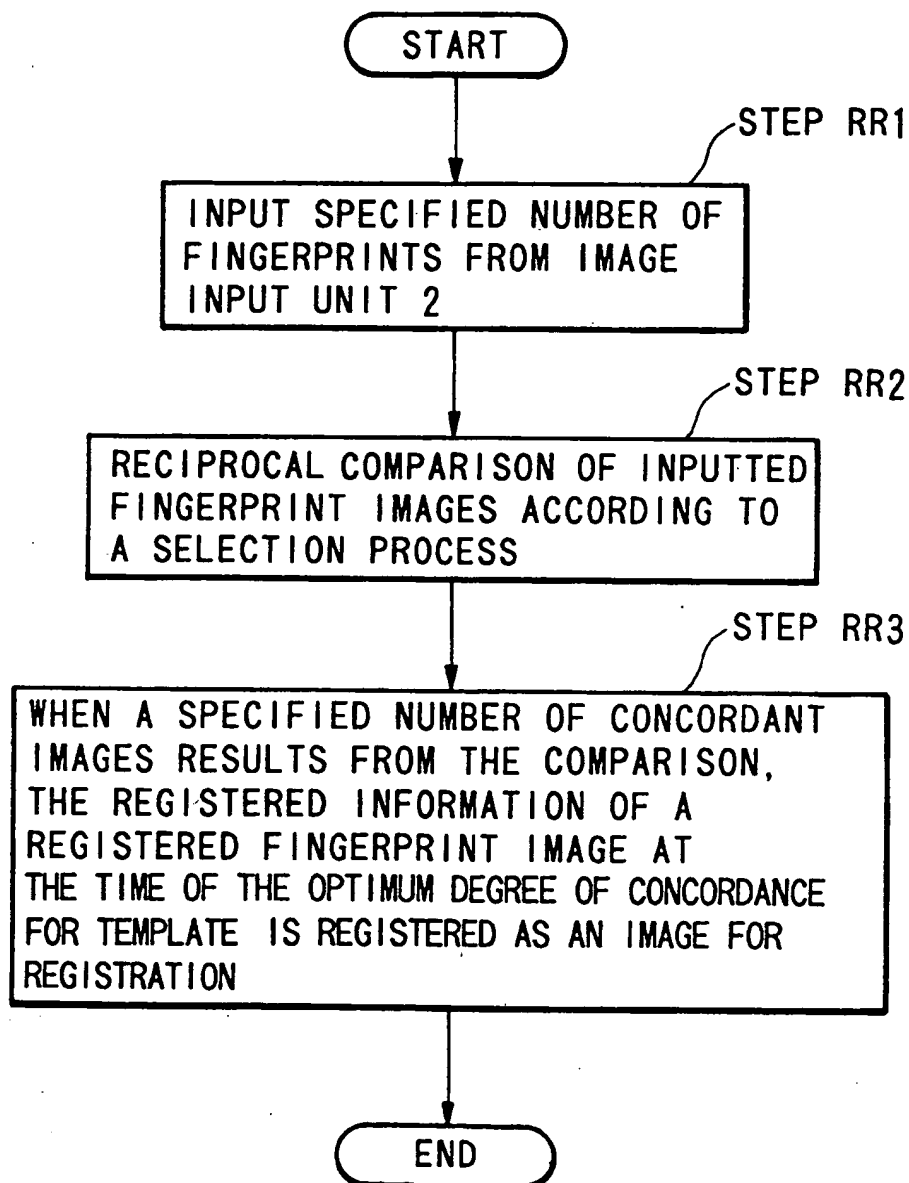 START
STEP RR1
INPUT SPECIFIED NUMBER OF
FINGERPRINTS FROM IMAGE
INPUT UNIT 2
STEP RR2
RECIPROCAL COMPARISON OF INPUTTED
FINGERPRINT IMAGES ACCORDING TO
A SELECTION PROCESS
STEP RR3
WHEN A SPECIFIED NUMBER OF CONCORDANT
IMAGES RESULTS FROM THE COMPARISON,
THE REGISTERED INFORMATION OF A
REGISTERED FINGERPRINT IMAGE AT
THE TIME OF THE OPTIMUM DEGREE OF CONCORDANCE
FOR TEMPLATE IS REGISTERED AS AN IMAGE FOR
REGISTRATION
END